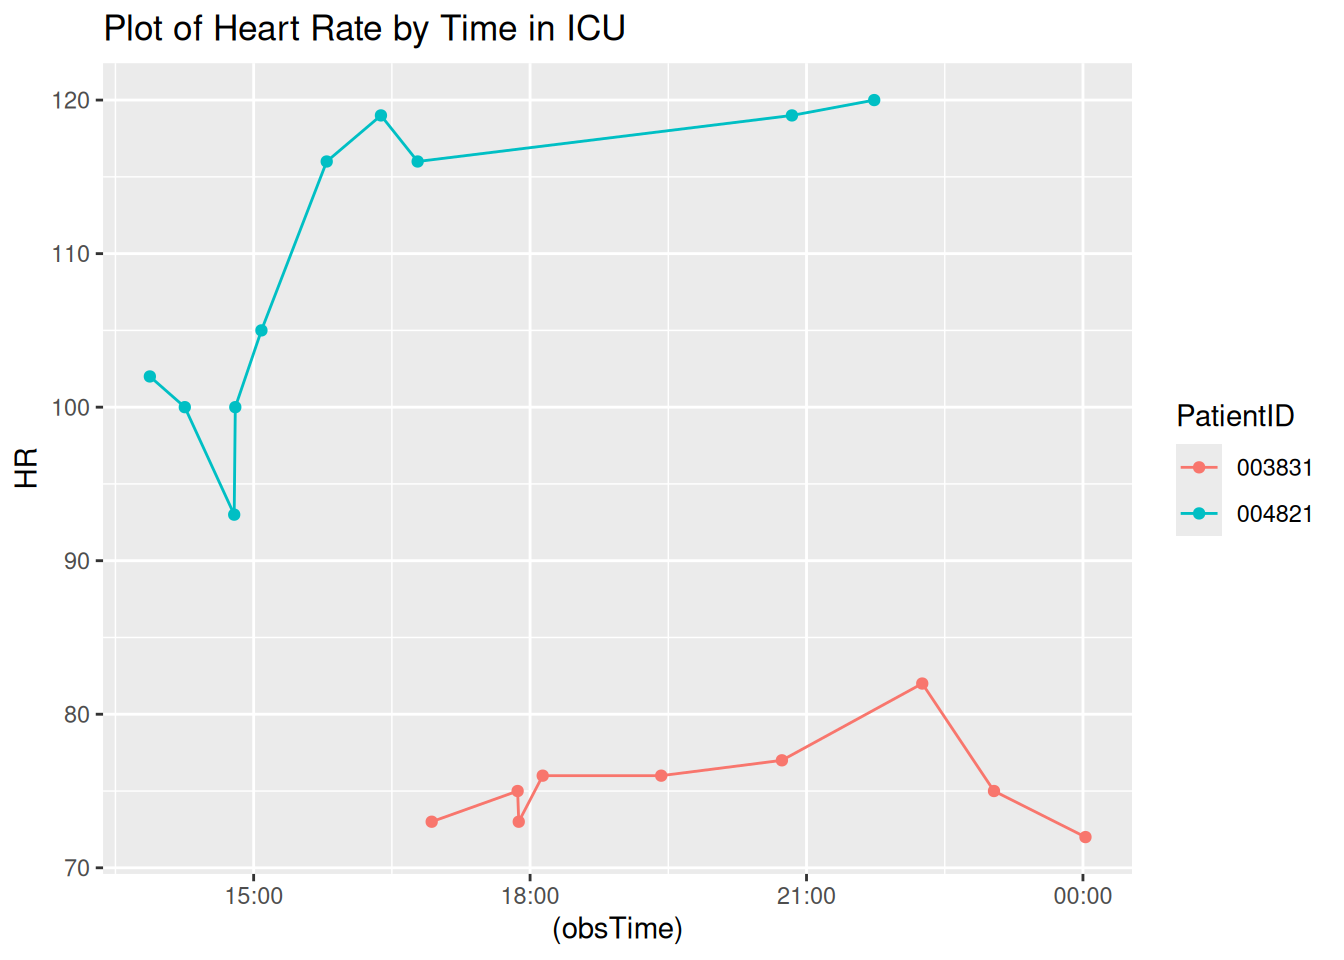 Plot of Heart Rate by Time in ICU
120
110
100
90
80
70
HR
15:00 18:00 21:00 00:00
(obsTime)
PatientID
003831
004821